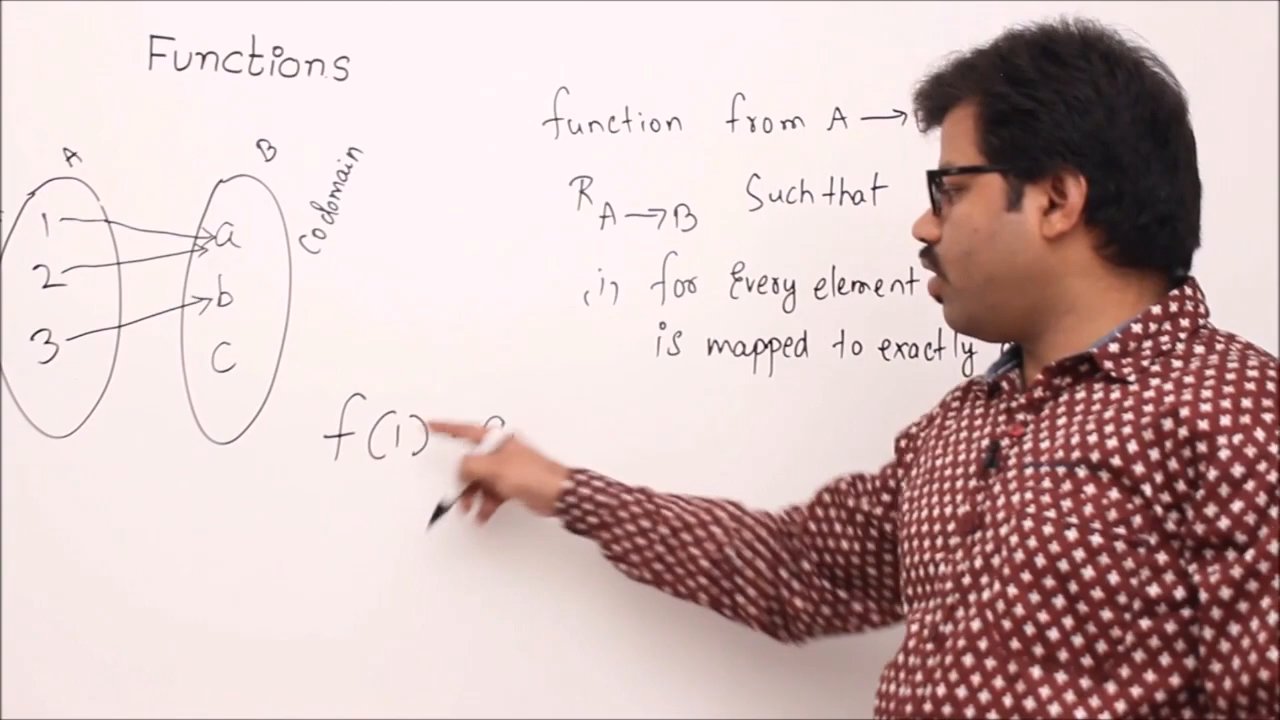 Functions
A
B
Codomain
1
a
2
b
3
c
function from A →
R A→B Such that
(i) for Every element
is mapped to exactly
f(1)